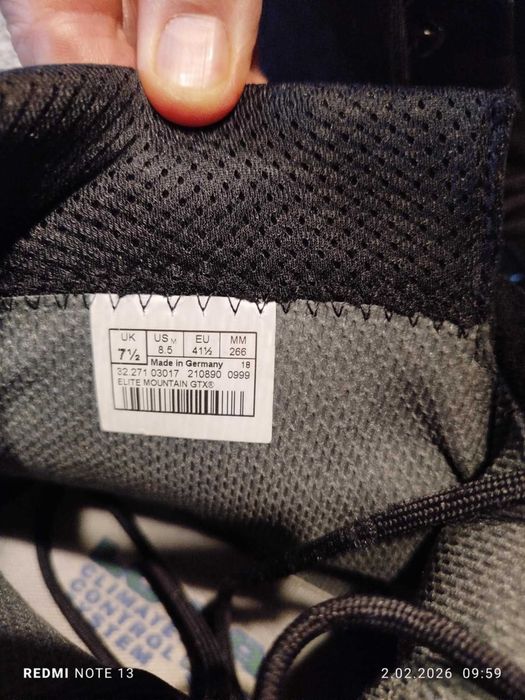 UK US M EU MM
7½ 8.5 41½ 266
Made in Germany 18
32.271 03017 210890 0999
ELITE MOUNTAIN GTX®
CLIMATE
CONTROL
SYSTEM
REDMI NOTE 13 2.02.2026 09:59